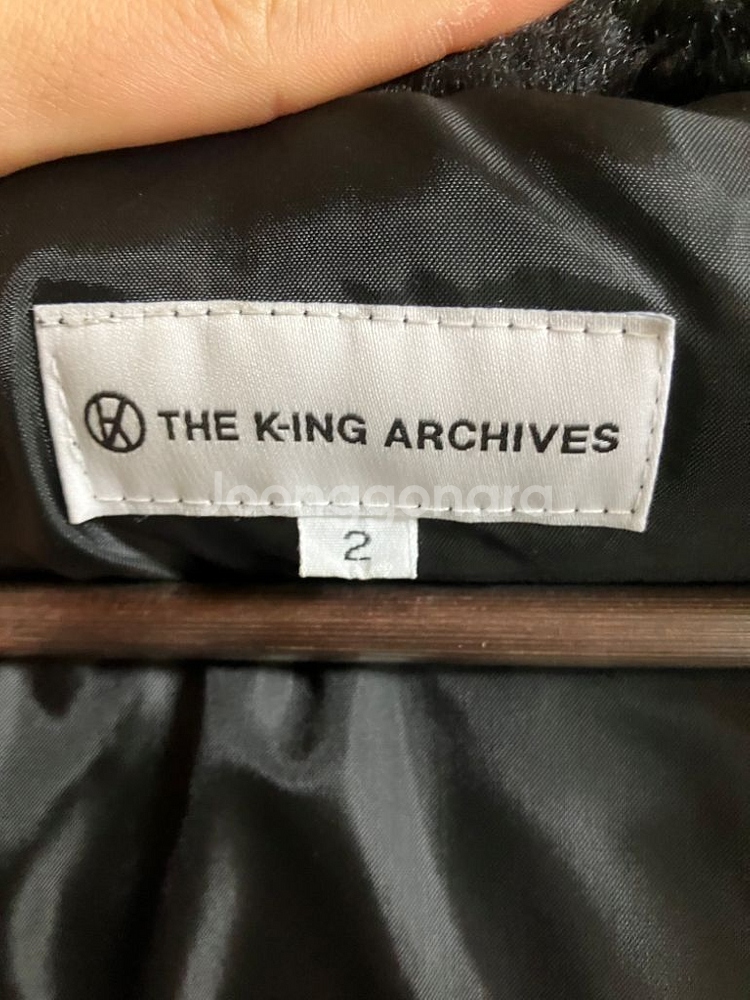 THE K-ING ARCHIVES
joonggonara
2